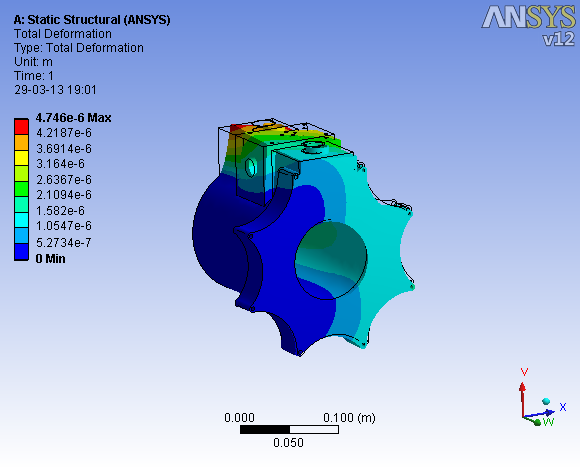 A: Static Structural (ANSYS)
Total Deformation
Type: Total Deformation
Unit: m
Time: 1
29-03-13 19:01
ANSYS
v12
4.746e-6 Max
4.2187e-6
3.6914e-6
3.164e-6
2.6367e-6
2.1094e-6
1.582e-6
1.0547e-6
5.2734e-7
0 Min
0.000
0.100 (m)
0.050
Y
X